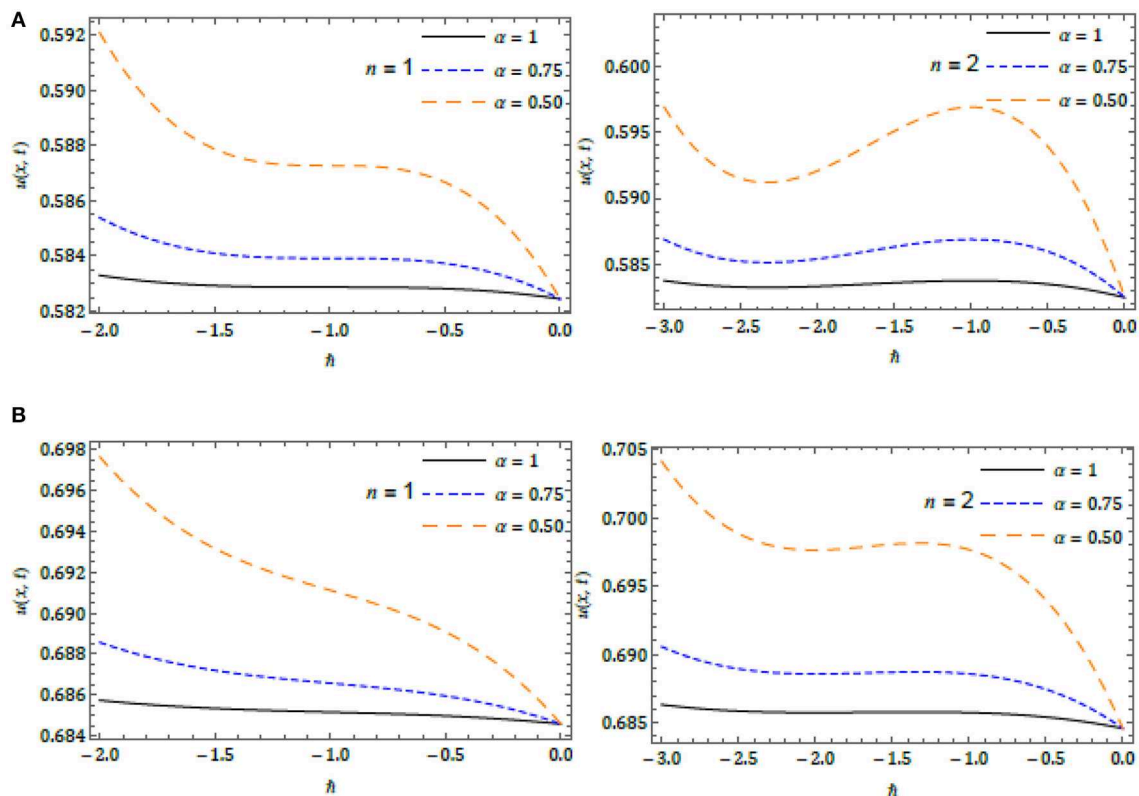 A
α = 1
n = 1
α = 0.75
α = 0.50
u(x, t)
0.592
0.590
0.588
0.586
0.584
0.582
−2.0 −1.5 −1.0 −0.5 0.0
ℏ
α = 1
n = 2
α = 0.75
α = 0.50
u(x, t)
0.600
0.595
0.590
0.585
−3.0 −2.5 −2.0 −1.5 −1.0 −0.5 0.0
ℏ
B
α = 1
n = 1
α = 0.75
α = 0.50
u(x, t)
0.698
0.696
0.694
0.692
0.690
0.688
0.686
0.684
−2.0 −1.5 −1.0 −0.5 0.0
ℏ
α = 1
n = 2
α = 0.75
α = 0.50
u(x, t)
0.705
0.700
0.695
0.690
0.685
−3.0 −2.5 −2.0 −1.5 −1.0 −0.5 0.0
ℏ